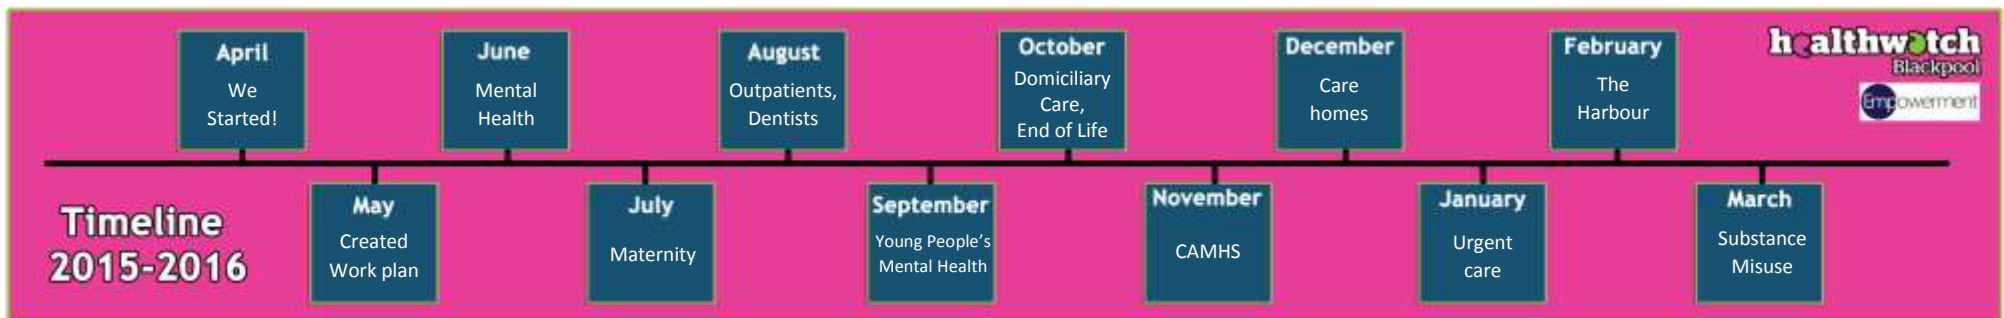 April
We
Started!
May
Created
Work plan
June
Mental
Health
July
Maternity
August
Outpatients,
Dentists
September
Young People’s
Mental Health
October
Domiciliary
Care,
End of Life
November
CAMHS
December
Care
homes
January
Urgent
care
February
The
Harbour
March
Substance
Misuse
healthwatch
Blackpool
Empowerment
Timeline
2015-2016